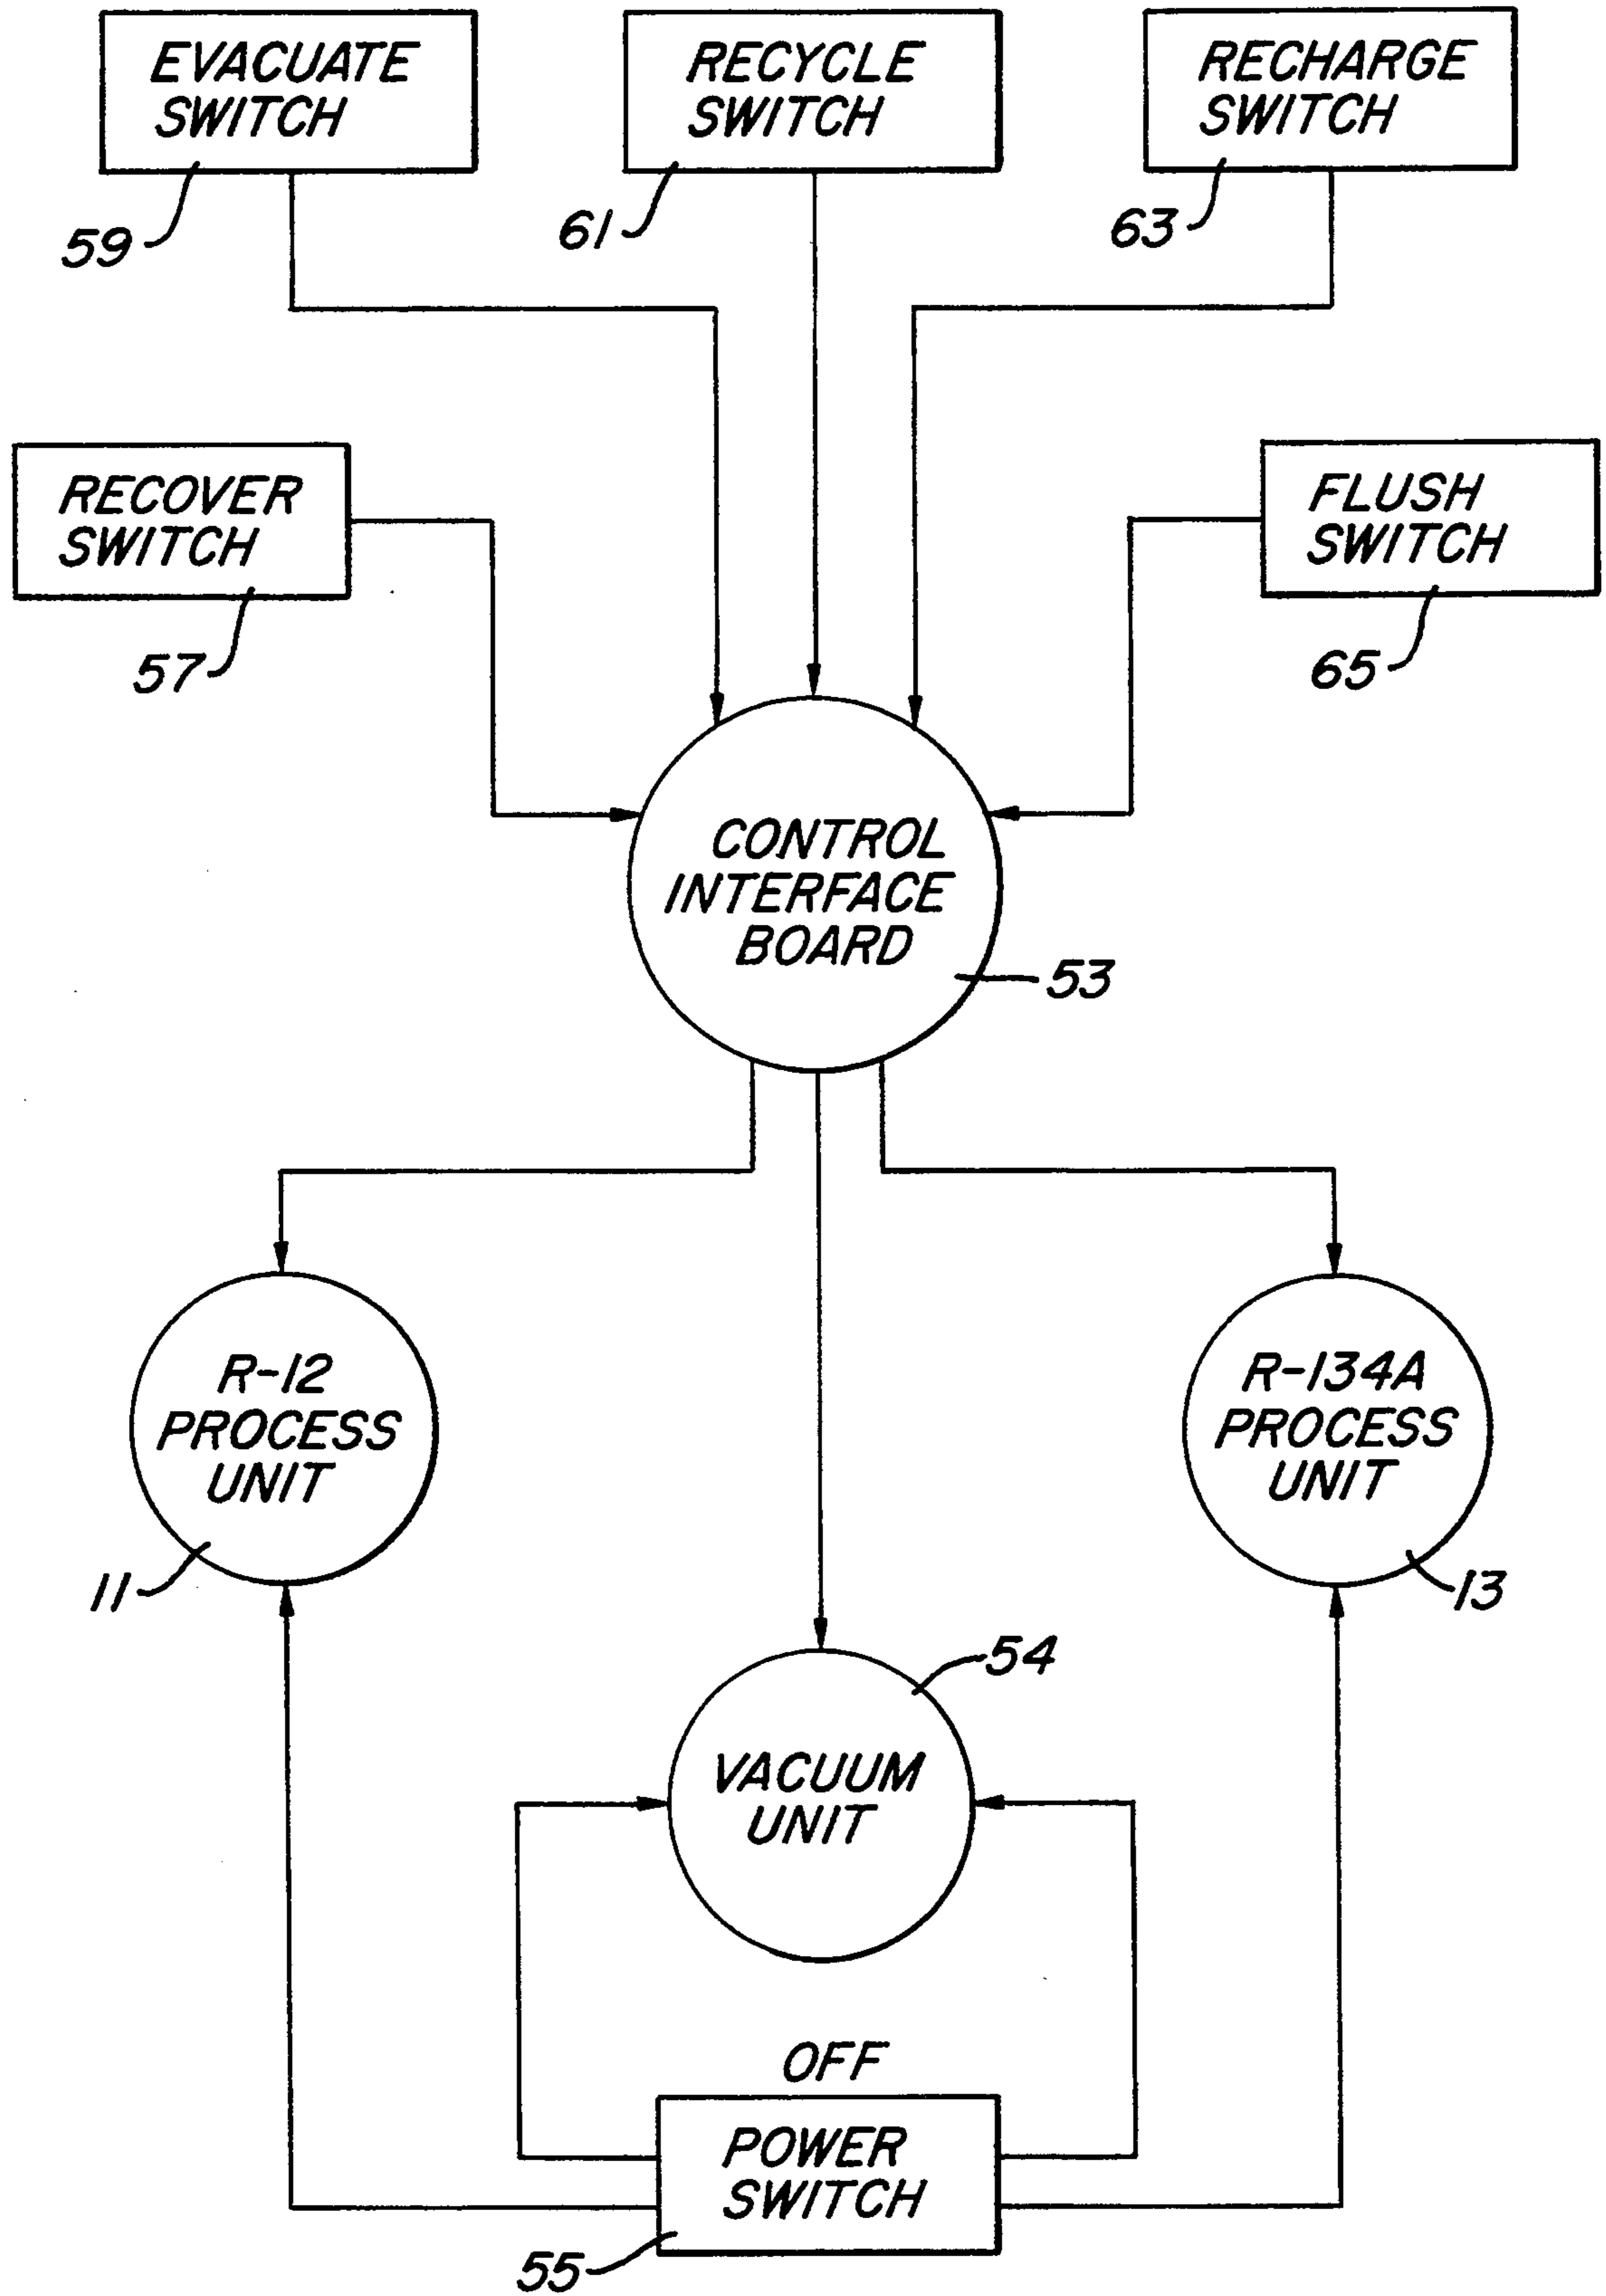 EVACUATE
SWITCH
59
RECYCLE
SWITCH
61
RECHARGE
SWITCH
63
RECOVER
SWITCH
57
FLUSH
SWITCH
65
CONTROL
INTERFACE
BOARD
53
R-12
PROCESS
UNIT
11
R-134A
PROCESS
UNIT
13
54
VACUUM
UNIT
OFF
POWER
SWITCH
55